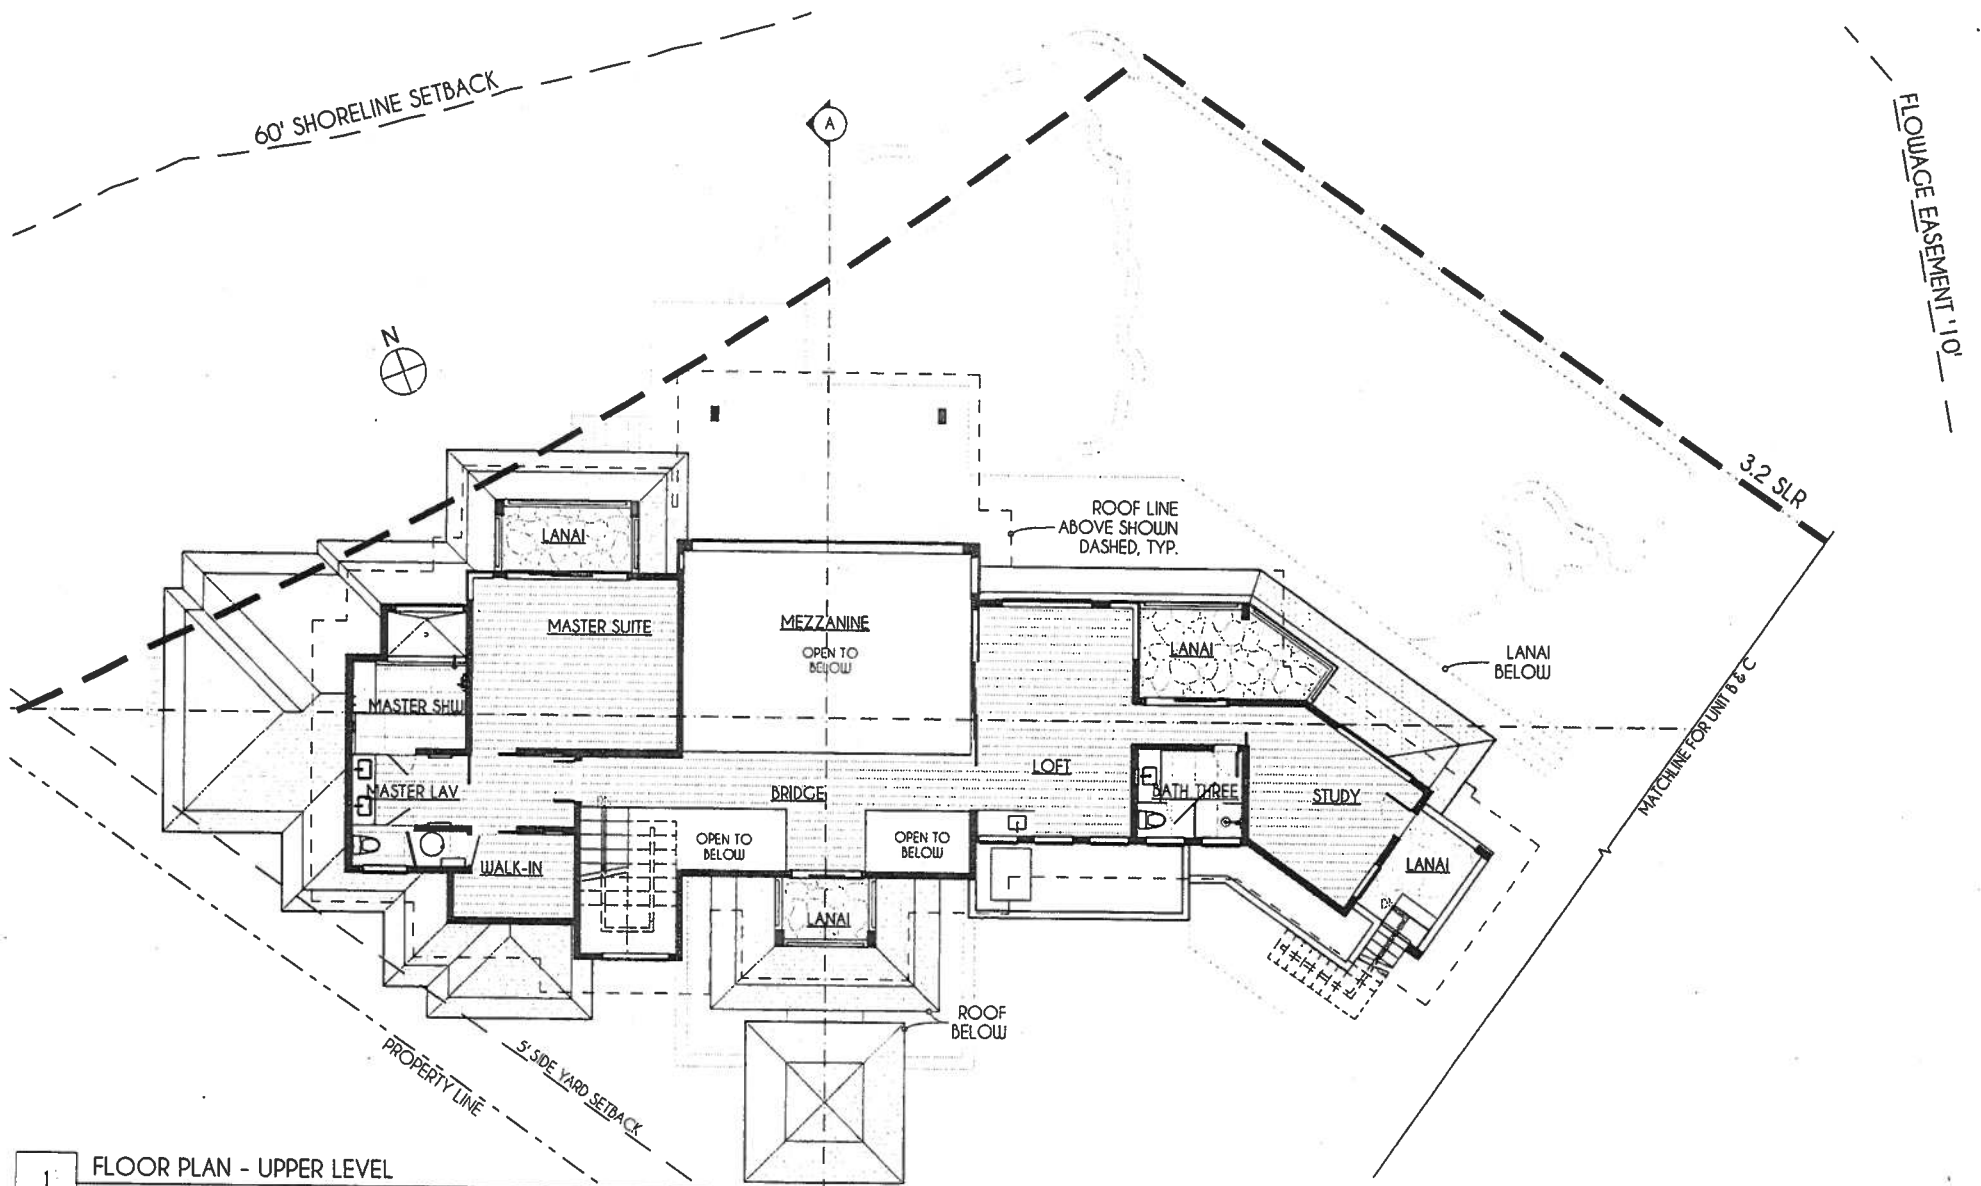 60' SHORELINE SETBACK
FLOWAGE EASEMENT '10'
A
N
3.2 SLR
ROOF LINE
ABOVE SHOWN
DASHED, TYP.
LANAI
MASTER SUITE
MEZZANINE
OPEN TO
BELOW
LANAI
LANAI
BELOW
MATCHLINE FOR UNIT B & C
MASTER SHW
LOFT
MASTER LAV
BRIDGE
BATH THREE
STUDY
OPEN TO
BELOW
OPEN TO
BELOW
WALK-IN
LANAI
LANAI
ROOF
BELOW
PROPERTY LINE
5' SIDE YARD SETBACK
1
FLOOR PLAN - UPPER LEVEL